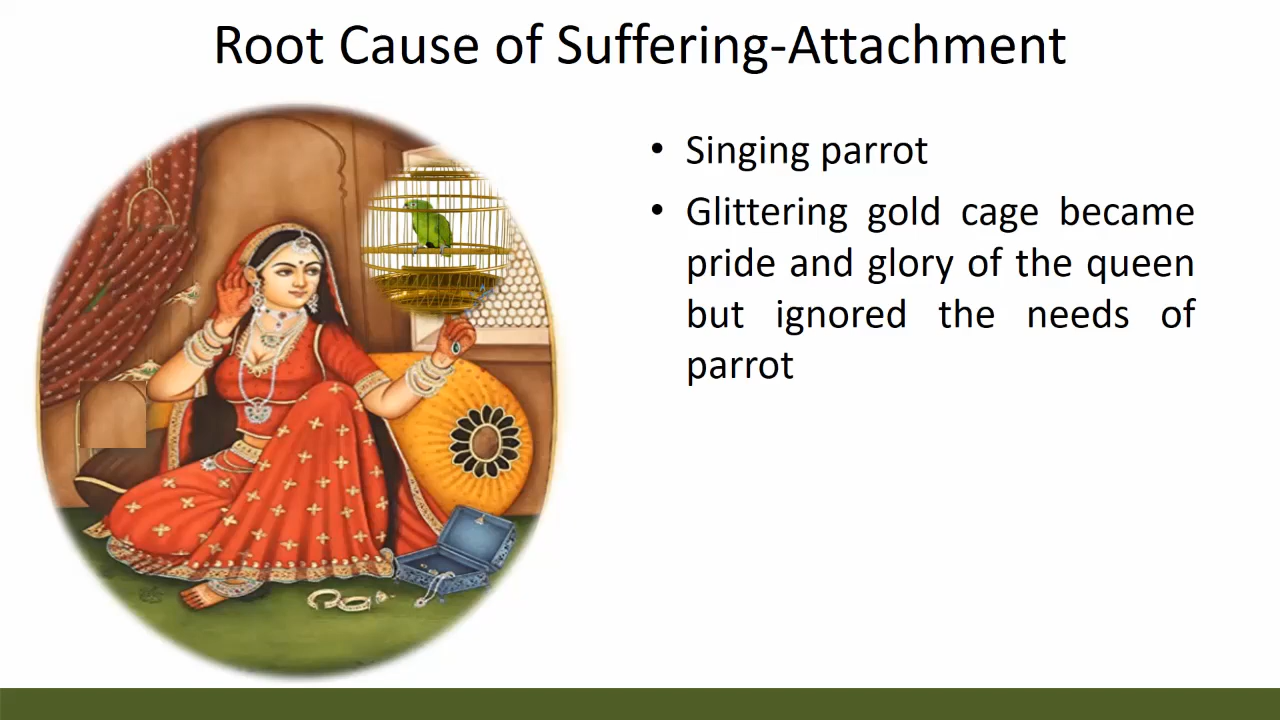 Root Cause of Suffering-Attachment
• Singing parrot
• Glittering gold cage became
pride and glory of the queen
but ignored the needs of
parrot